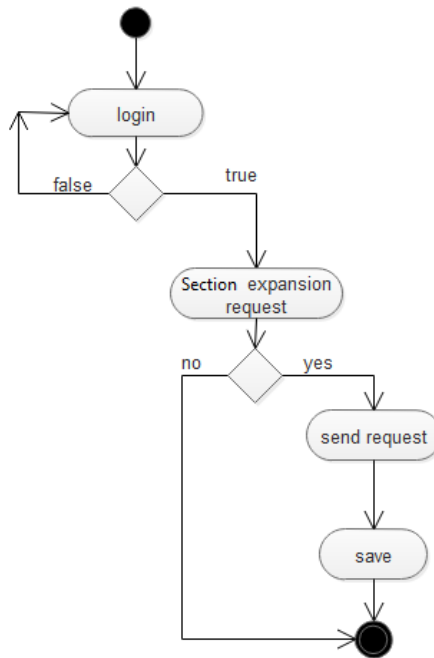 login
false
true
Section expansion
request
no
yes
send request
save